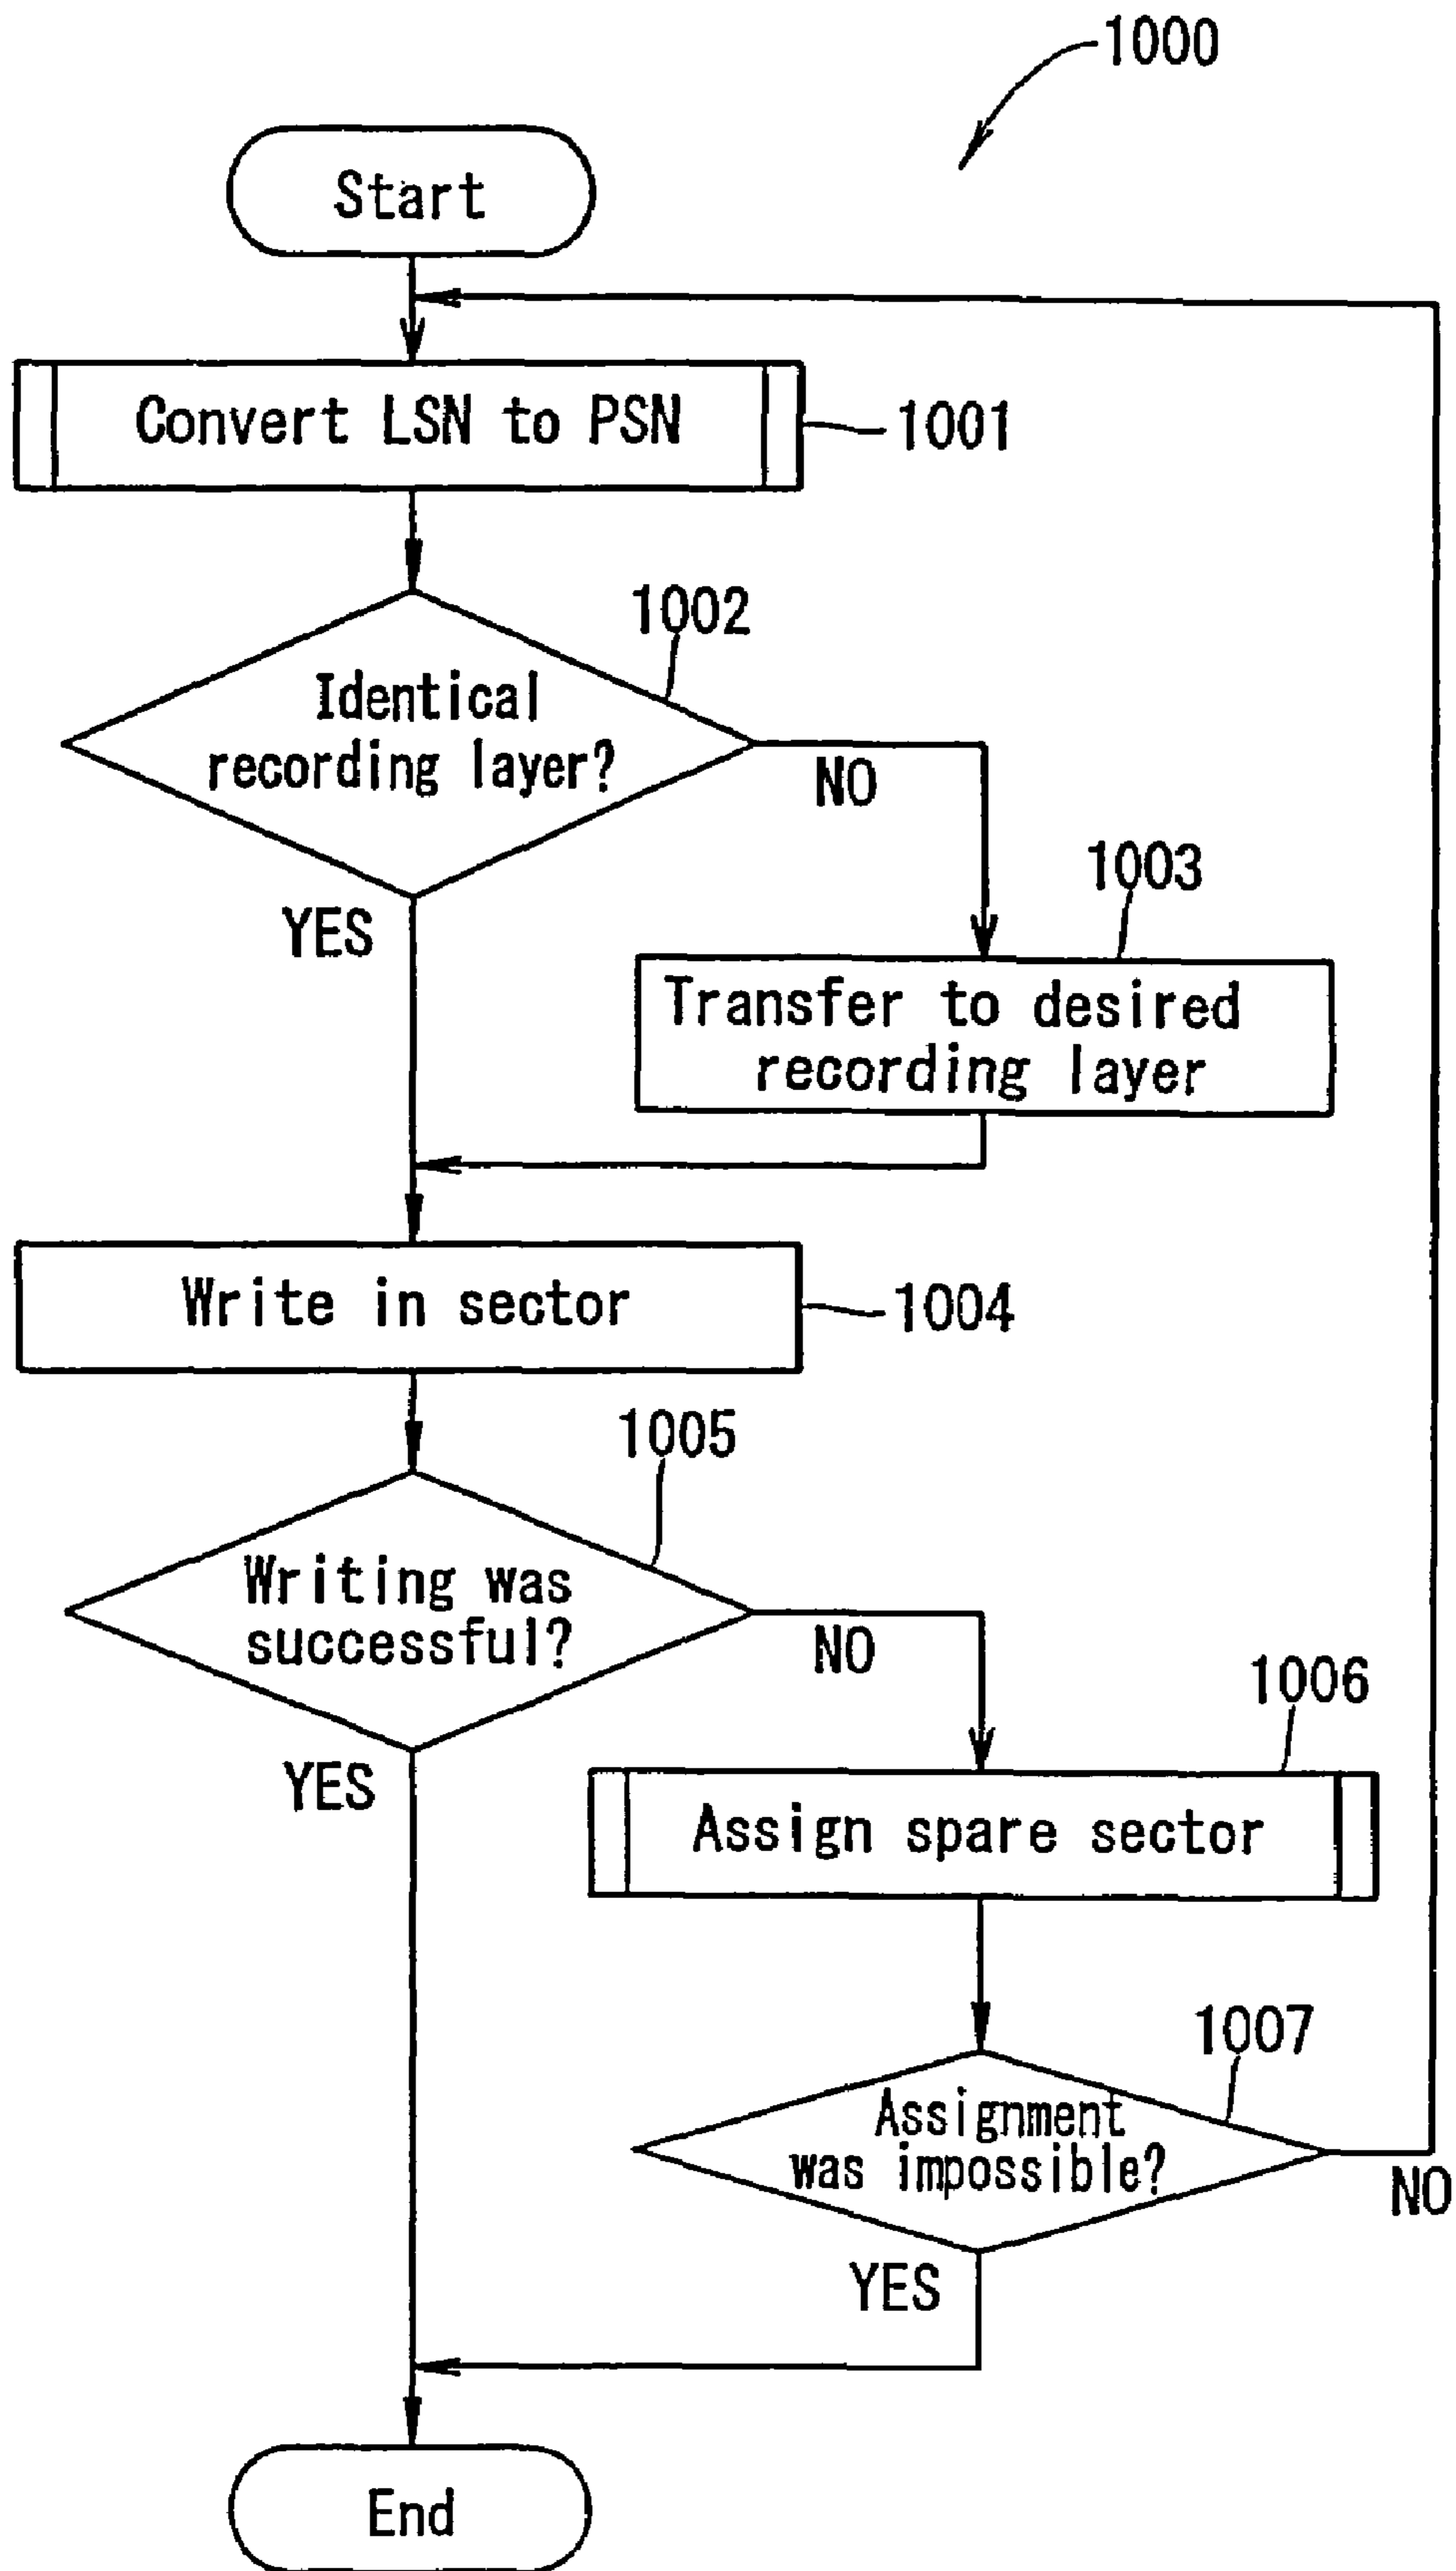 1000
Start
Convert LSN to PSN
1001
1002
Identical
recording layer?
NO
YES
1003
Transfer to desired
recording layer
Write in sector
1004
1005
Writing was
successful?
NO
YES
1006
Assign spare sector
1007
Assignment
was impossible?
NO
YES
End